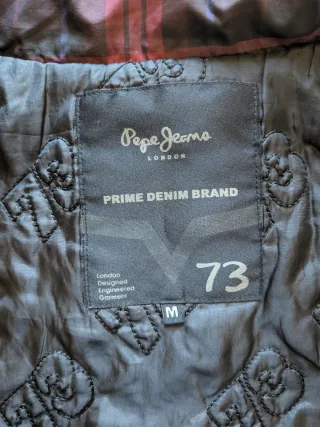 Pepe Jeans
LONDON
PRIME DENIM BRAND
London
Designed
Engineered
Garment
73
M